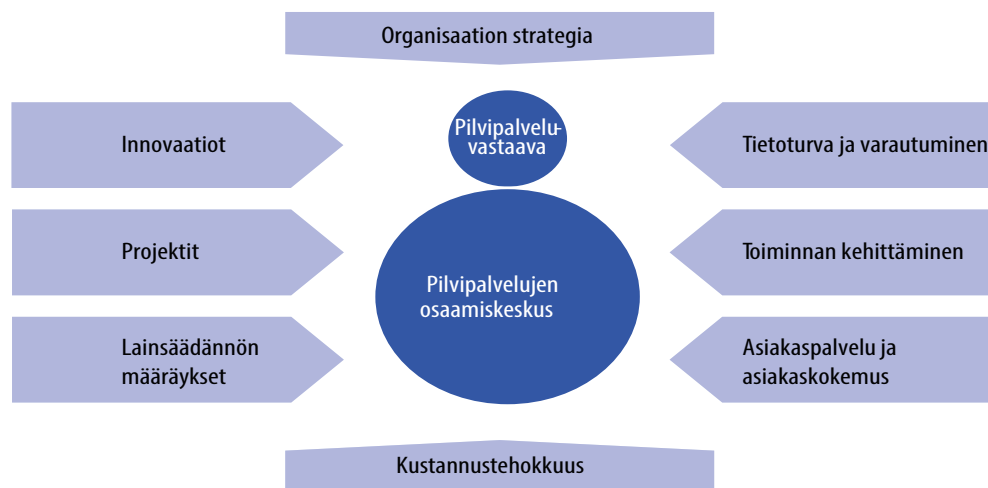 Organisaation strategia
Innovaatiot
Pilvipalvelu-
vastaava
Tietoturva ja varautuminen
Projektit
Toiminnan kehittäminen
Pilvipalvelujen
osaamiskeskus
Lainsäädännön
määräykset
Asiakaspalvelu ja
asiakaskokemus
Kustannustehokkuus